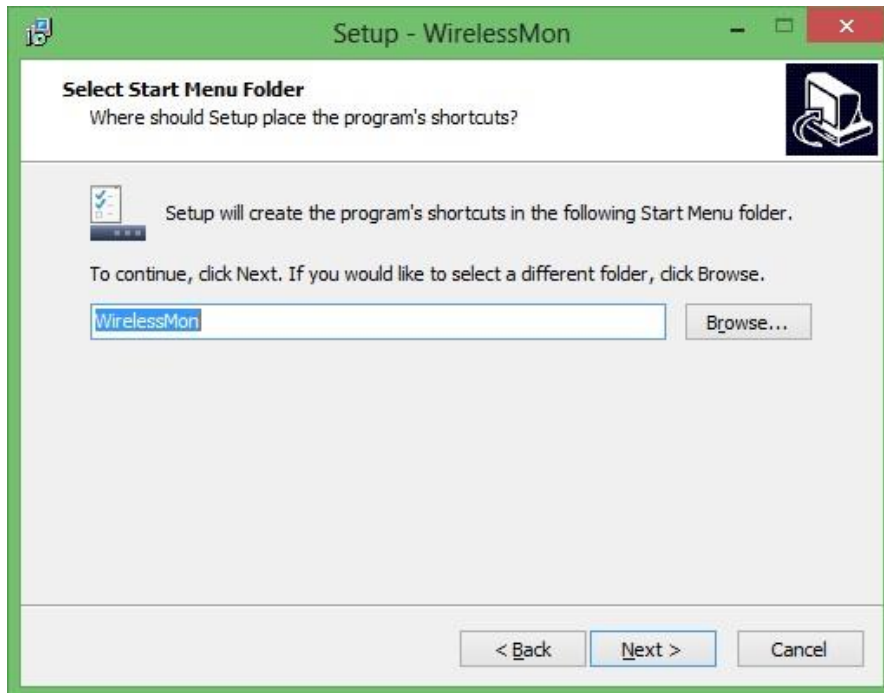 Setup - WirelessMon
Select Start Menu Folder
Where should Setup place the program's shortcuts?
Setup will create the program's shortcuts in the following Start Menu folder.
To continue, click Next. If you would like to select a different folder, click Browse.
WirelessMon
Browse...
< Back
Next >
Cancel